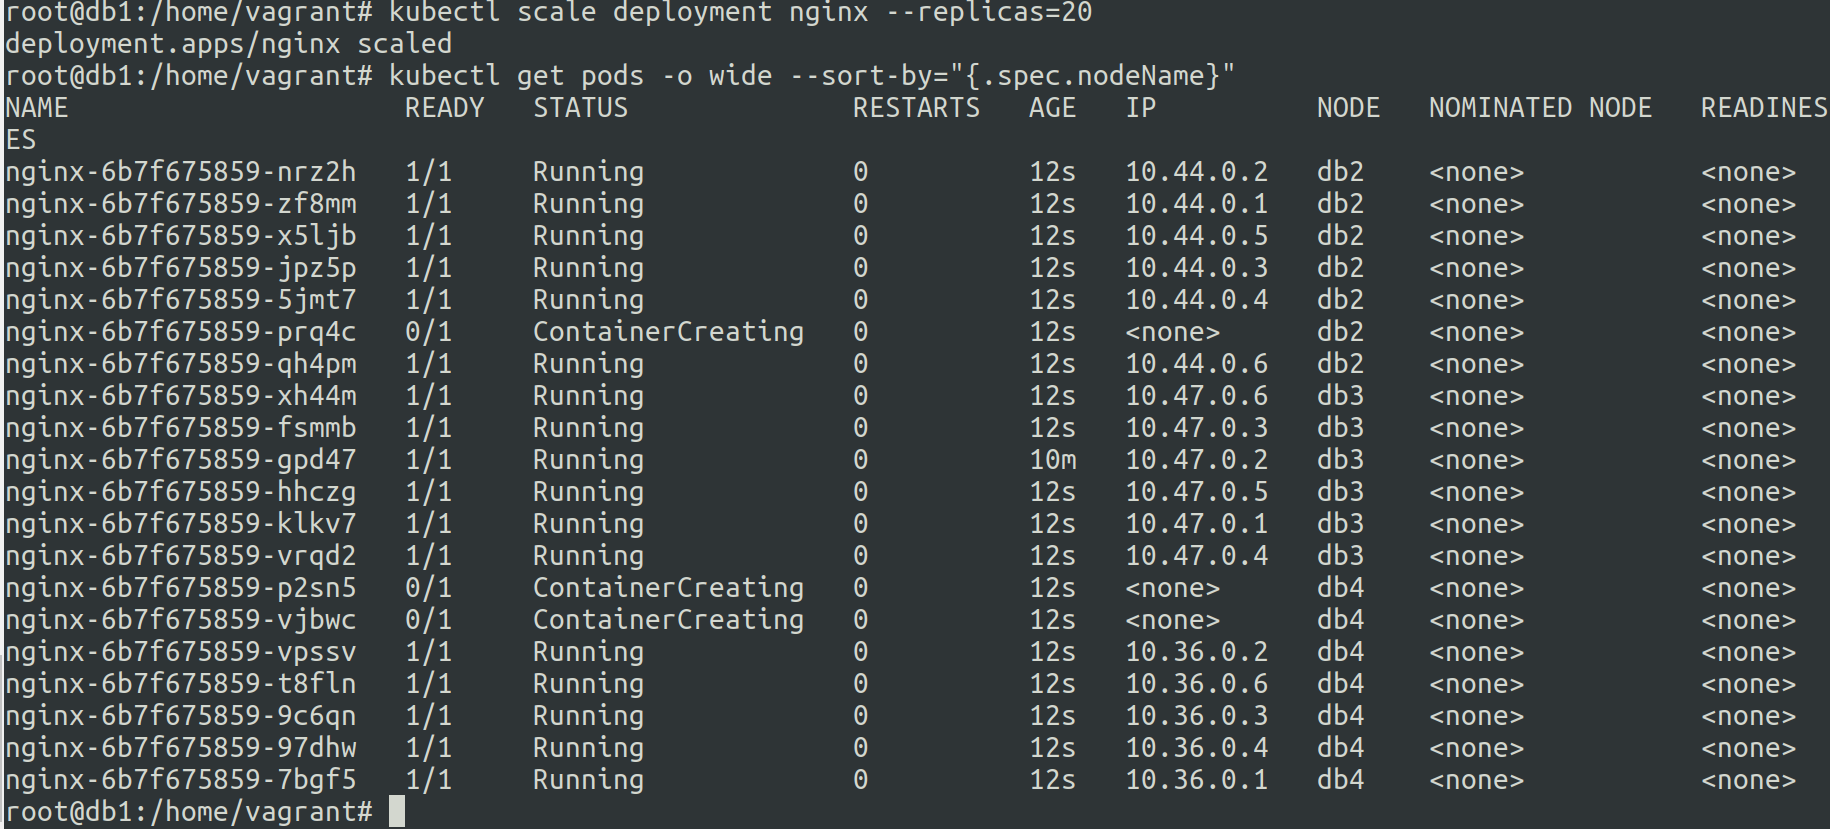 root@db1:/home/vagrant# kubectl scale deployment nginx --replicas=20
deployment.apps/nginx scaled
root@db1:/home/vagrant# kubectl get pods -o wide --sort-by="{.spec.nodeName}"
NAME                     READY   STATUS              RESTARTS   AGE   IP          NODE   NOMINATED NODE   READINES
ES
nginx-6b7f675859-nrz2h   1/1     Running             0          12s   10.44.0.2   db2    <none>           <none>
nginx-6b7f675859-zf8mm   1/1     Running             0          12s   10.44.0.1   db2    <none>           <none>
nginx-6b7f675859-x5ljb   1/1     Running             0          12s   10.44.0.5   db2    <none>           <none>
nginx-6b7f675859-jpz5p   1/1     Running             0          12s   10.44.0.3   db2    <none>           <none>
nginx-6b7f675859-5jmt7   1/1     Running             0          12s   10.44.0.4   db2    <none>           <none>
nginx-6b7f675859-prq4c   0/1     ContainerCreating   0          12s   <none>      db2    <none>           <none>
nginx-6b7f675859-qh4pm   1/1     Running             0          12s   10.44.0.6   db2    <none>           <none>
nginx-6b7f675859-xh44m   1/1     Running             0          12s   10.47.0.6   db3    <none>           <none>
nginx-6b7f675859-fsmmb   1/1     Running             0          12s   10.47.0.3   db3    <none>           <none>
nginx-6b7f675859-gpd47   1/1     Running             0          10m   10.47.0.2   db3    <none>           <none>
nginx-6b7f675859-hhczg   1/1     Running             0          12s   10.47.0.5   db3    <none>           <none>
nginx-6b7f675859-klkv7   1/1     Running             0          12s   10.47.0.1   db3    <none>           <none>
nginx-6b7f675859-vrqd2   1/1     Running             0          12s   10.47.0.4   db3    <none>           <none>
nginx-6b7f675859-p2sn5   0/1     ContainerCreating   0          12s   <none>      db4    <none>           <none>
nginx-6b7f675859-vjbwc   0/1     ContainerCreating   0          12s   <none>      db4    <none>           <none>
nginx-6b7f675859-vpssv   1/1     Running             0          12s   10.36.0.2   db4    <none>           <none>
nginx-6b7f675859-t8fln   1/1     Running             0          12s   10.36.0.6   db4    <none>           <none>
nginx-6b7f675859-9c6qn   1/1     Running             0          12s   10.36.0.3   db4    <none>           <none>
nginx-6b7f675859-97dhw   1/1     Running             0          12s   10.36.0.4   db4    <none>           <none>
nginx-6b7f675859-7bgf5   1/1     Running             0          12s   10.36.0.1   db4    <none>           <none>
root@db1:/home/vagrant#